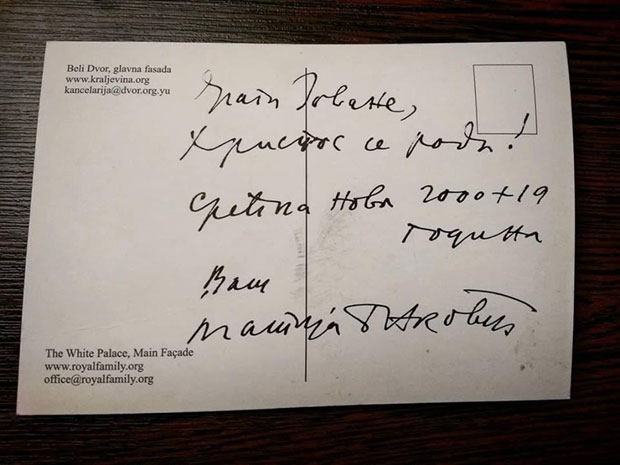 Beli Dvor, glavna fasada
www.kraljevina.org
kancelarija@dvor.org.yu
Драги Јоване,
Христос се роди!
Срећна нова 2000+19
година
Ваш
Матија Бећковић
The White Palace, Main Façade
www.royalfamily.org
office@royalfamily.org